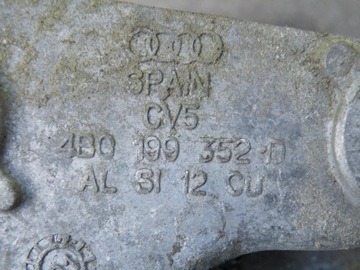 SPAIN
CV5
4B0 199 352 D
AL SI 12 CU